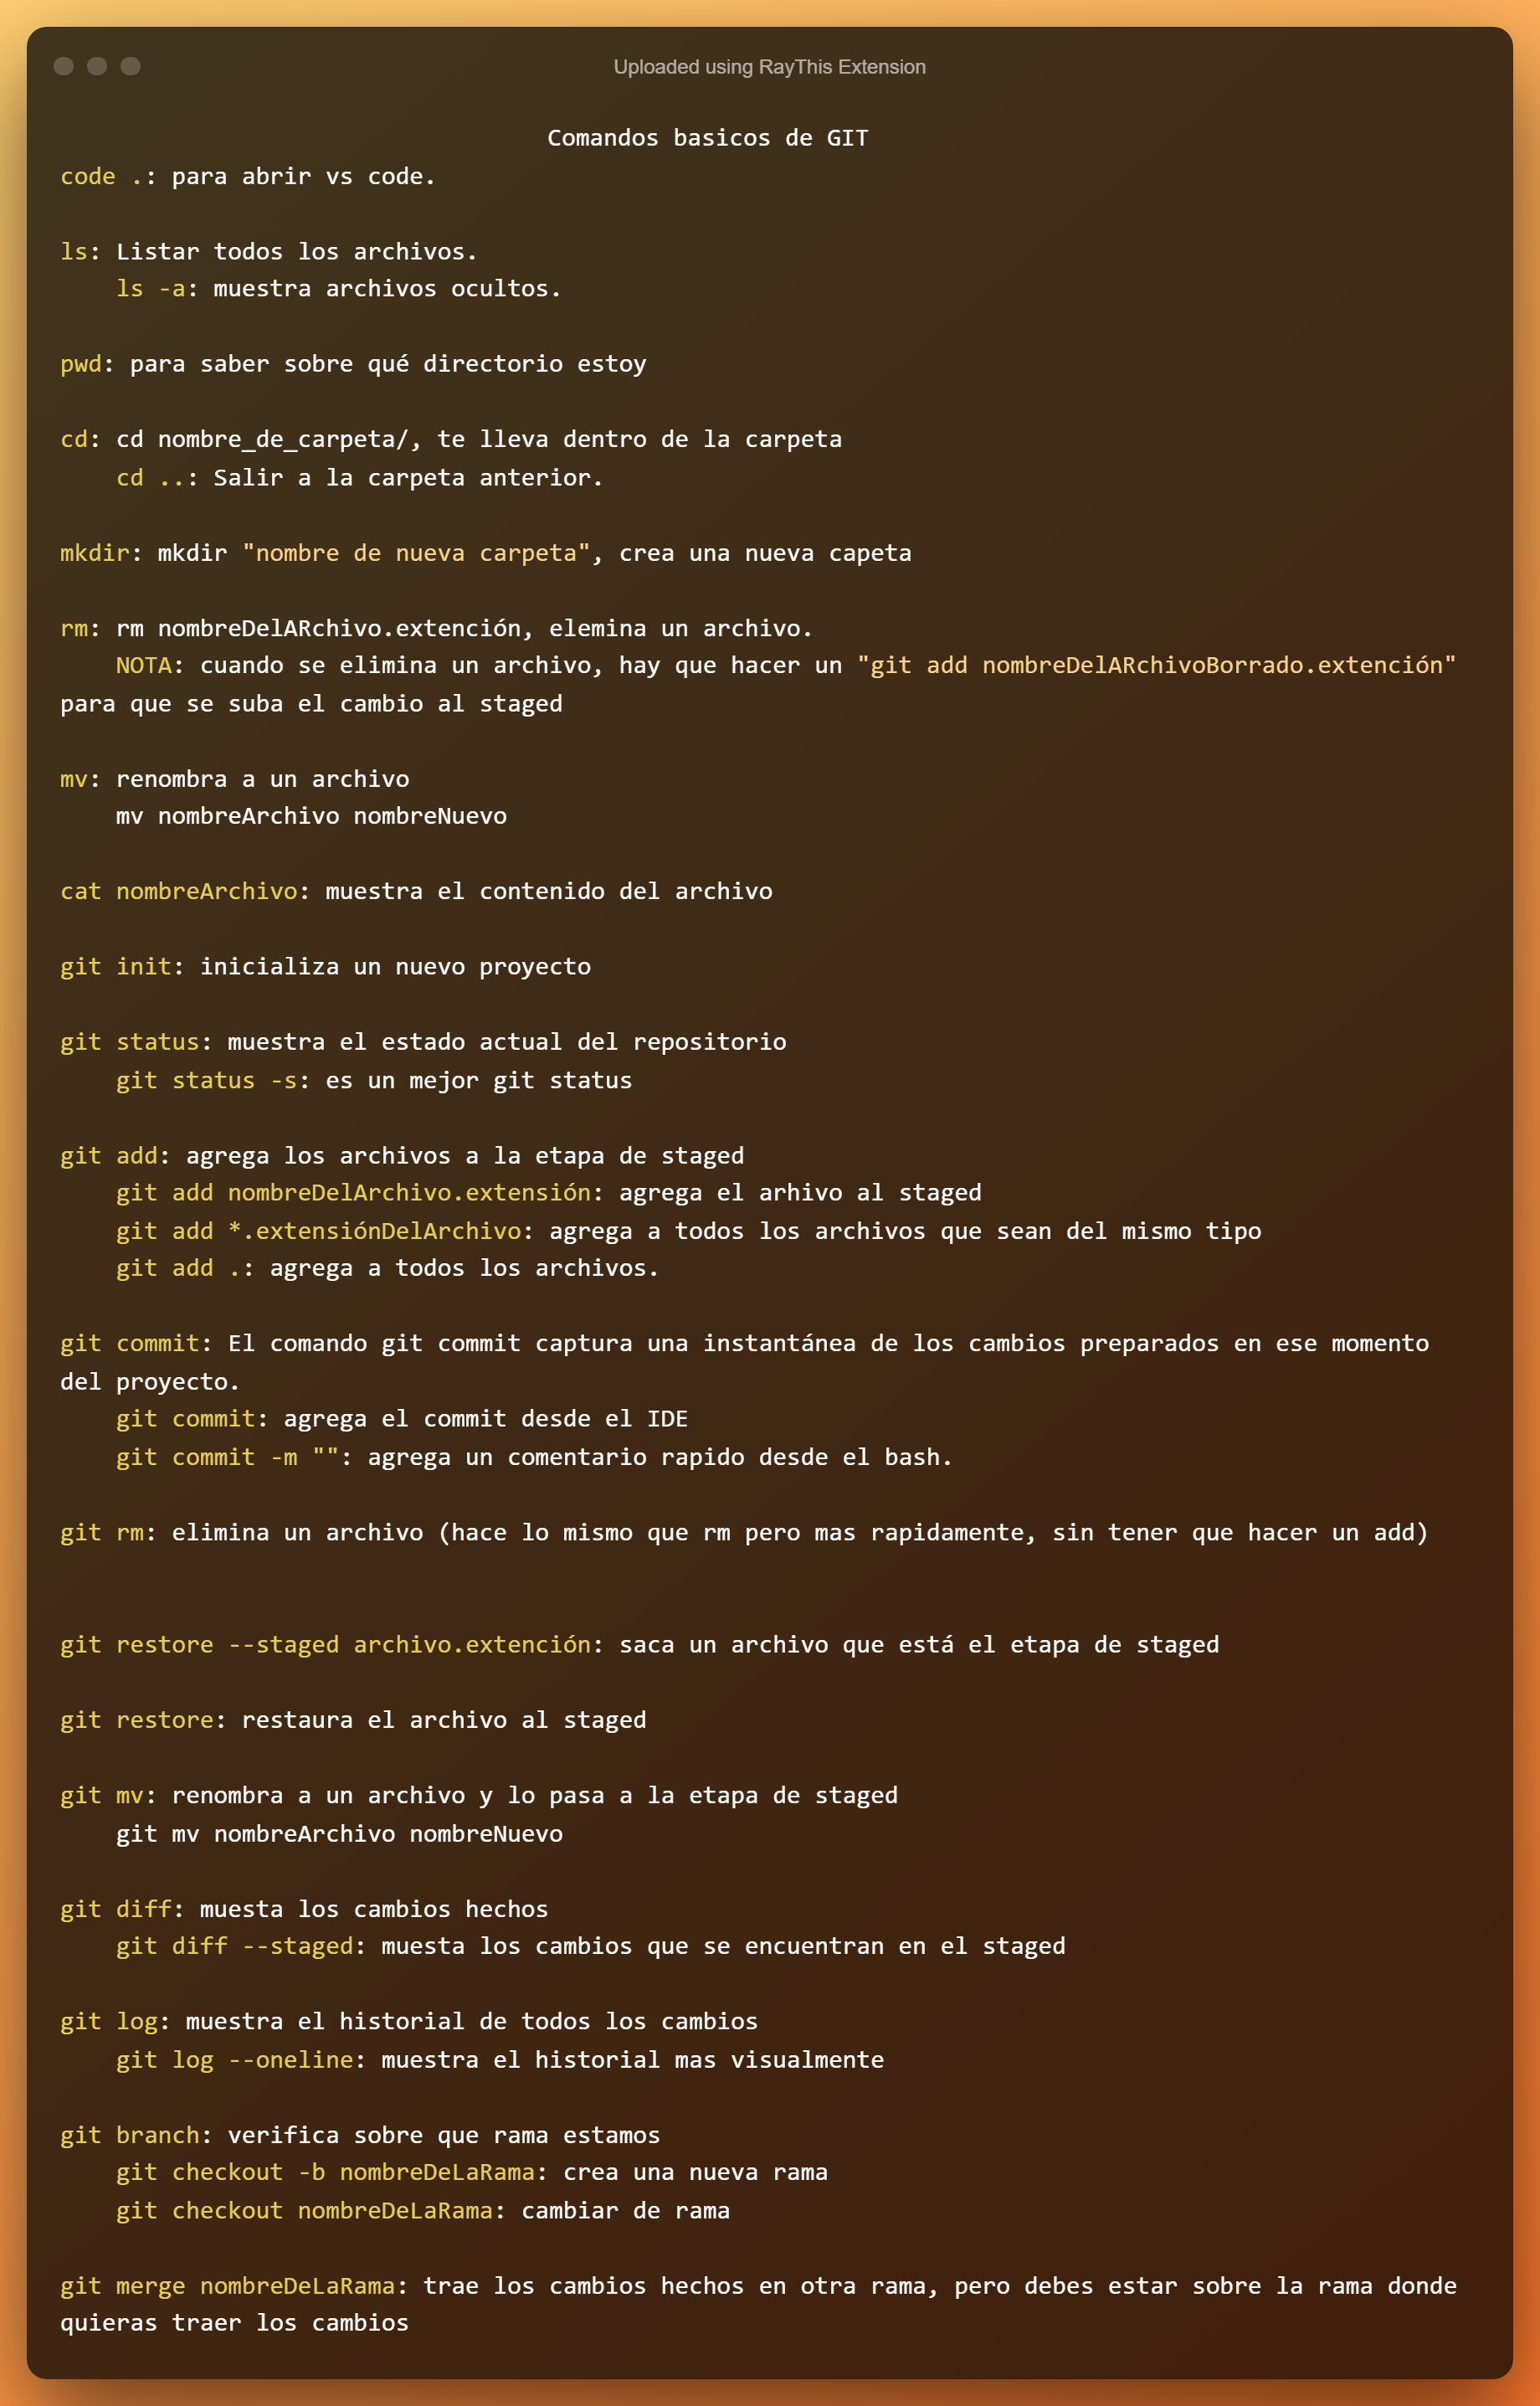 Uploaded using RayThis Extension
Comandos basicos de GIT
code .: para abrir vs code.
ls: Listar todos los archivos.
ls -a: muestra archivos ocultos.
pwd: para saber sobre qué directorio estoy
cd: cd nombre_de_carpeta/, te lleva dentro de la carpeta
cd ..: Salir a la carpeta anterior.
mkdir: mkdir "nombre de nueva carpeta", crea una nueva capeta
rm: rm nombreDelARchivo.extención, elemina un archivo.
NOTA: cuando se elimina un archivo, hay que hacer un "git add nombreDelARchivoBorrado.extención"
para que se suba el cambio al staged
mv: renombra a un archivo
mv nombreArchivo nombreNuevo
cat nombreArchivo: muestra el contenido del archivo
git init: inicializa un nuevo proyecto
git status: muestra el estado actual del repositorio
git status -s: es un mejor git status
git add: agrega los archivos a la etapa de staged
git add nombreDelArchivo.extensión: agrega el arhivo al staged
git add *.extensiónDelArchivo: agrega a todos los archivos que sean del mismo tipo
git add .: agrega a todos los archivos.
git commit: El comando git commit captura una instantánea de los cambios preparados en ese momento
del proyecto.
git commit: agrega el commit desde el IDE
git commit -m "": agrega un comentario rapido desde el bash.
git rm: elimina un archivo (hace lo mismo que rm pero mas rapidamente, sin tener que hacer un add)
git restore --staged archivo.extención: saca un archivo que está el etapa de staged
git restore: restaura el archivo al staged
git mv: renombra a un archivo y lo pasa a la etapa de staged
git mv nombreArchivo nombreNuevo
git diff: muesta los cambios hechos
git diff --staged: muesta los cambios que se encuentran en el staged
git log: muestra el historial de todos los cambios
git log --oneline: muestra el historial mas visualmente
git branch: verifica sobre que rama estamos
git checkout -b nombreDeLaRama: crea una nueva rama
git checkout nombreDeLaRama: cambiar de rama
git merge nombreDeLaRama: trae los cambios hechos en otra rama, pero debes estar sobre la rama donde
quieras traer los cambios